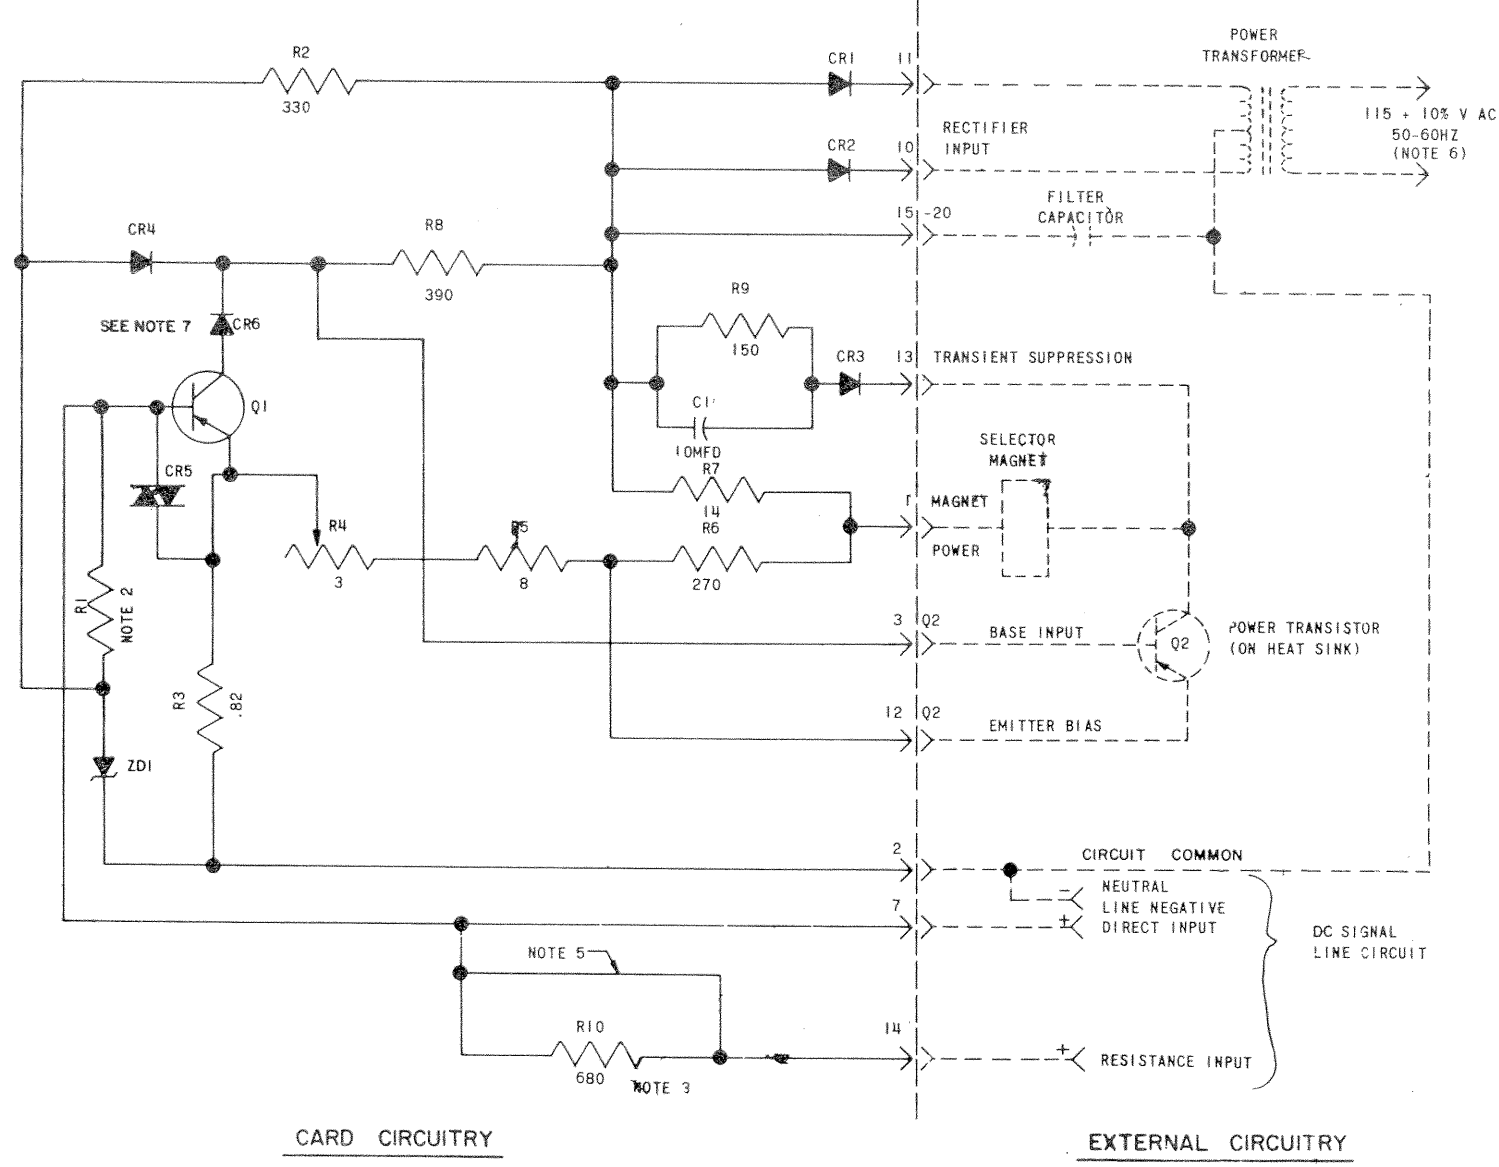 POWER
TRANSFORMER
R2
330
CR1
11
115 + 10% V AC
50-60HZ
(NOTE 6)
RECTIFIER
INPUT
CR2
10
FILTER
CAPACITOR
15 -20
CR4
R8
390
R9
150
SEE NOTE 7
CR6
CR3
13
TRANSIENT SUPPRESSION
Q1
C1
10MFD
SELECTOR
MAGNET
CR5
R7
14
1
MAGNET
POWER
R4
3
R5
8
R6
270
R1
NOTE 2
3 Q2
BASE INPUT
Q2
POWER TRANSISTOR
(ON HEAT SINK)
R3
.82
12 Q2
EMITTER BIAS
ZD1
2
CIRCUIT COMMON
-
NEUTRAL
LINE NEGATIVE
7
+
DIRECT INPUT
DC SIGNAL
LINE CIRCUIT
NOTE 5
R10
680
NOTE 3
14
+
RESISTANCE INPUT
CARD CIRCUITRY
EXTERNAL CIRCUITRY